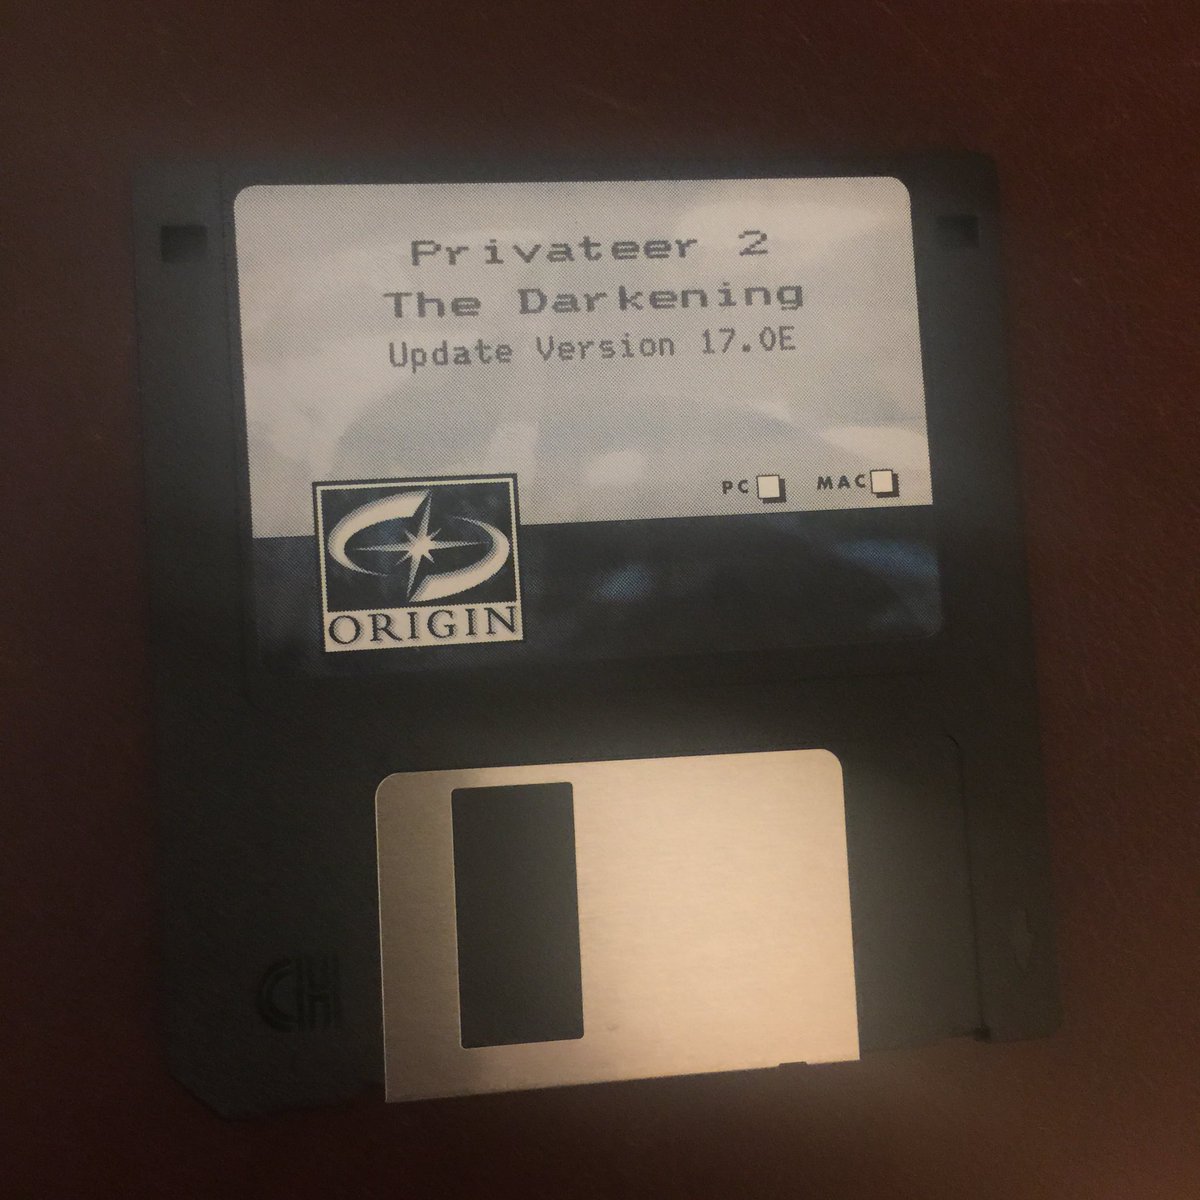 Privateer 2
The Darkening
Update Version 17.0E
PC MAC
ORIGIN